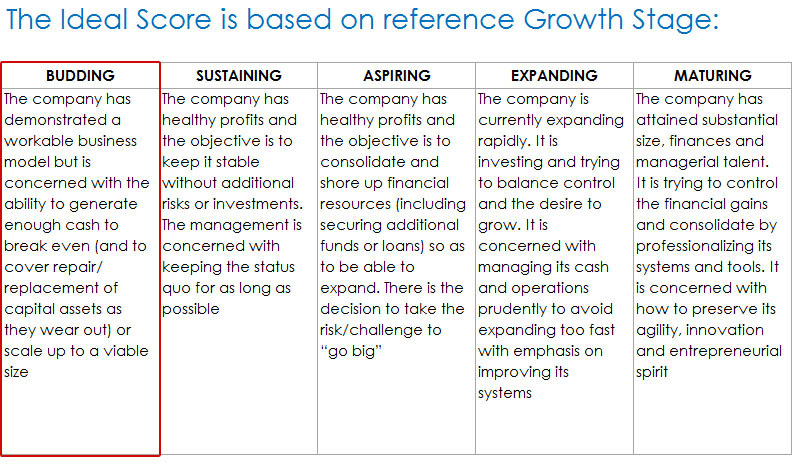 The Ideal Score is based on reference Growth Stage:
BUDDING
The company has
demonstrated a
workable business
model but is
concerned with the
ability to generate
enough cash to
break even (and to
cover repair/
replacement of
capital assets as
they wear out) or
scale up to a viable
size
SUSTAINING
The company has
healthy profits and
the objective is to
keep it stable
without additional
risks or investments.
The management is
concerned with
keeping the status
quo for as long as
possible
ASPIRING
The company has
healthy profits and
the objective is to
consolidate and
shore up financial
resources (including
securing additional
funds or loans) so as
to be able to
expand. There is the
decision to take the
risk/challenge to
“go big”
EXPANDING
The company is
currently expanding
rapidly. It is
investing and trying
to balance control
and the desire to
grow. It is
concerned with
managing its cash
and operations
prudently to avoid
expanding too fast
with emphasis on
improving its
systems
MATURING
The company has
attained substantial
size, finances and
managerial talent.
It is trying to control
the financial gains
and consolidate by
professionalizing its
systems and tools. It
is concerned with
how to preserve its
agility, innovation
and entrepreneurial
spirit